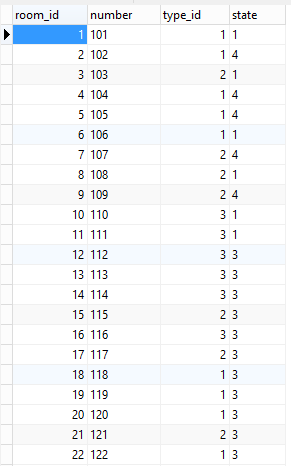 room_id number type_id state
1 101 1 1
2 102 1 4
3 103 2 1
4 104 1 4
5 105 1 4
6 106 1 1
7 107 2 4
8 108 2 1
9 109 2 4
10 110 3 1
11 111 3 1
12 112 3 3
13 113 3 3
14 114 3 3
15 115 2 3
16 116 3 3
17 117 2 3
18 118 1 3
19 119 1 3
20 120 1 3
21 121 2 3
22 122 1 3